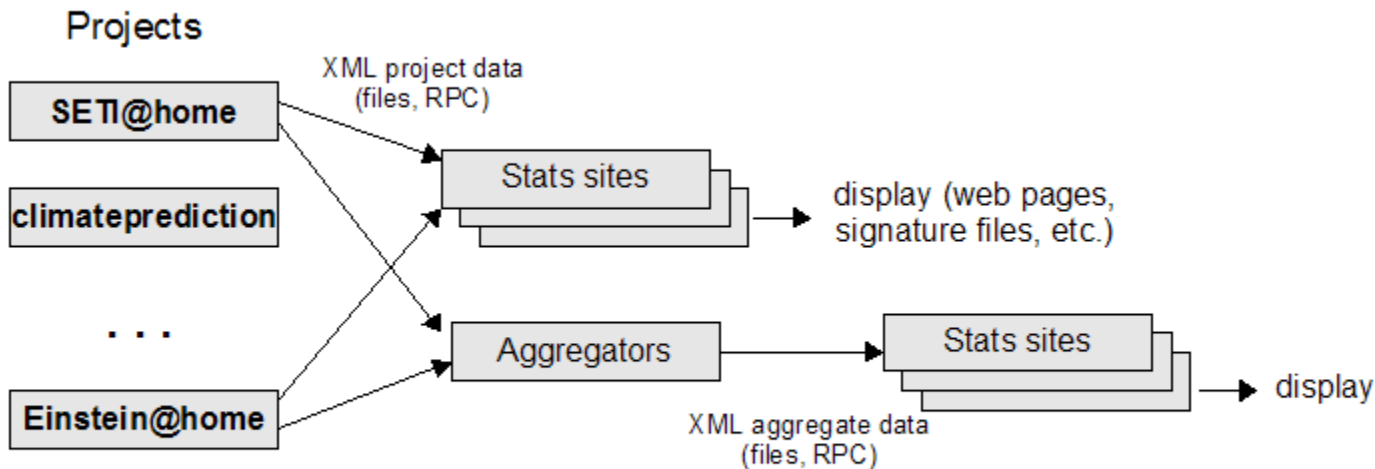 Projects
XML project data
(files, RPC)
SETI@home
Stats sites
climateprediction
display (web pages,
signature files, etc.)
. . .
Aggregators
Stats sites
Einstein@home
display
XML aggregate data
(files, RPC)